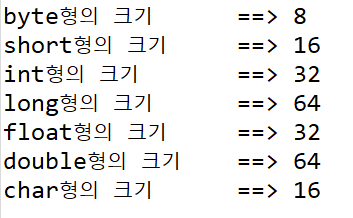 byte형의 크기 ==> 8
short형의 크기 ==> 16
int형의 크기 ==> 32
long형의 크기 ==> 64
float형의 크기 ==> 32
double형의 크기 ==> 64
char형의 크기 ==> 16